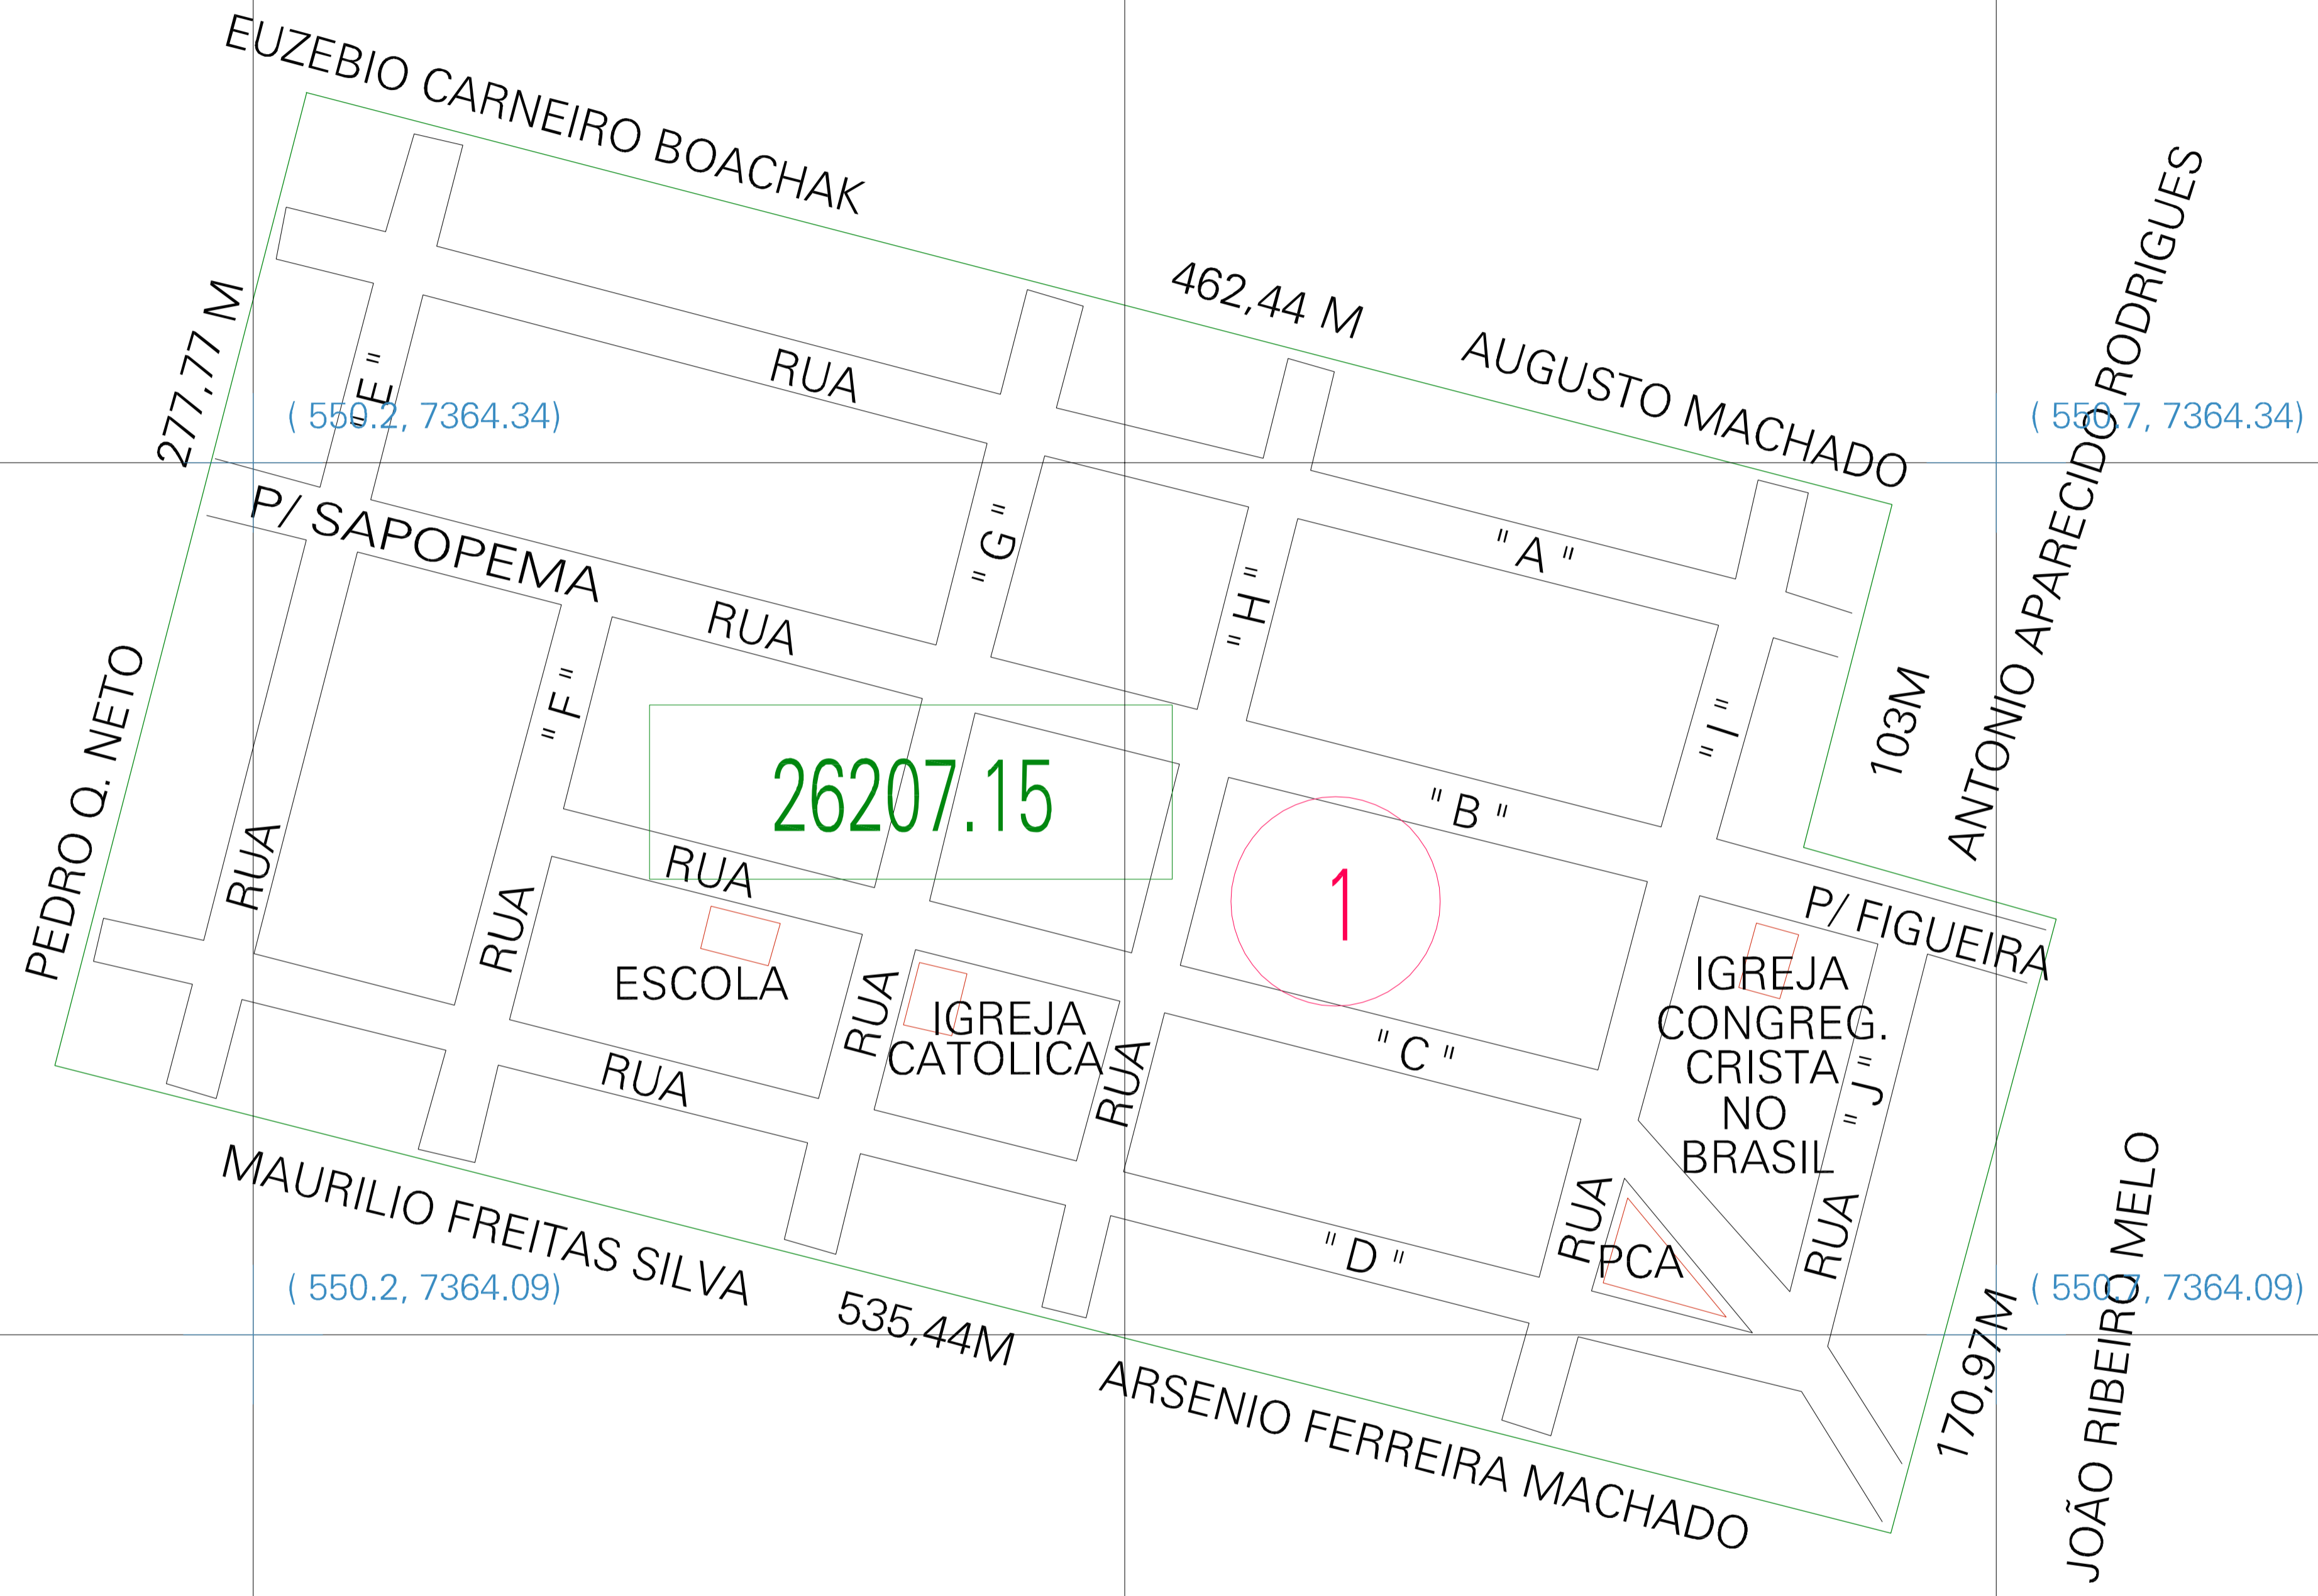 EUZEBIO CARNEIRO BOACHAK
462,44 M
AUGUSTO MACHADO
ANTONIO APARECIDO RODRIGUES
277,77 M
" E "
RUA
( 550.2, 7364.34)
( 550.7, 7364.34)
P/ SAPOPEMA
" G "
" A "
" H "
RUA
" F "
" I "
103M
PEDRO Q. NETO
26207.15
" B "
RUA
RUA
RUA
1
P/ FIGUEIRA
ESCOLA
RUA
IGREJA
CATOLICA
RUA
" C "
IGREJA
CONGREG.
CRISTA
NO
BRASIL
" J "
RUA
MAURILIO FREITAS SILVA
" D "
RUA
PCA
RUA
( 550.2, 7364.09)
( 550.7, 7364.09)
535,44M
ARSENIO FERREIRA MACHADO
170,97M
JOÃO RIBEIRO MELO